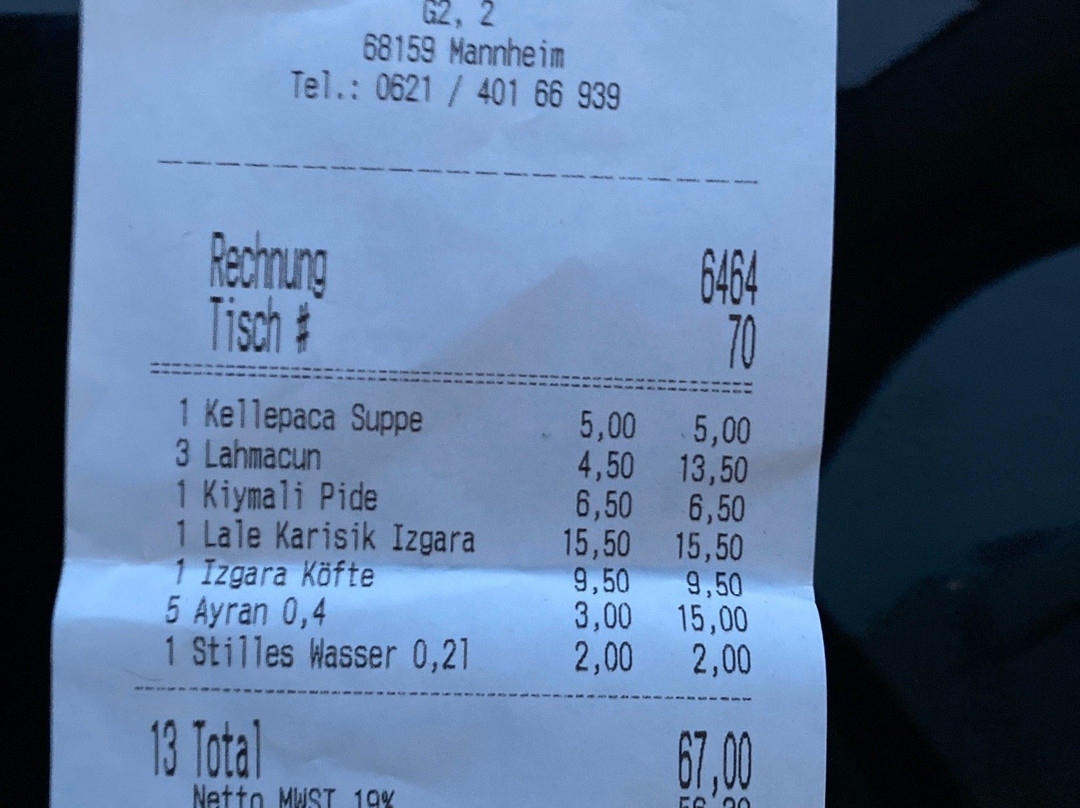 G2, 2
68159 Mannheim
Tel.: 0621 / 401 66 939
Rechnung 6464
Tisch # 70
1 Kellepaca Suppe 5,00 5,00
3 Lahmacun 4,50 13,50
1 Kiymali Pide 6,50 6,50
1 Lale Karisik Izgara 15,50 15,50
1 Izgara Köfte 9,50 9,50
5 Ayran 0,4 3,00 15,00
1 Stilles Wasser 0,2l 2,00 2,00
13 Total 67,00
Netto MWST 19%